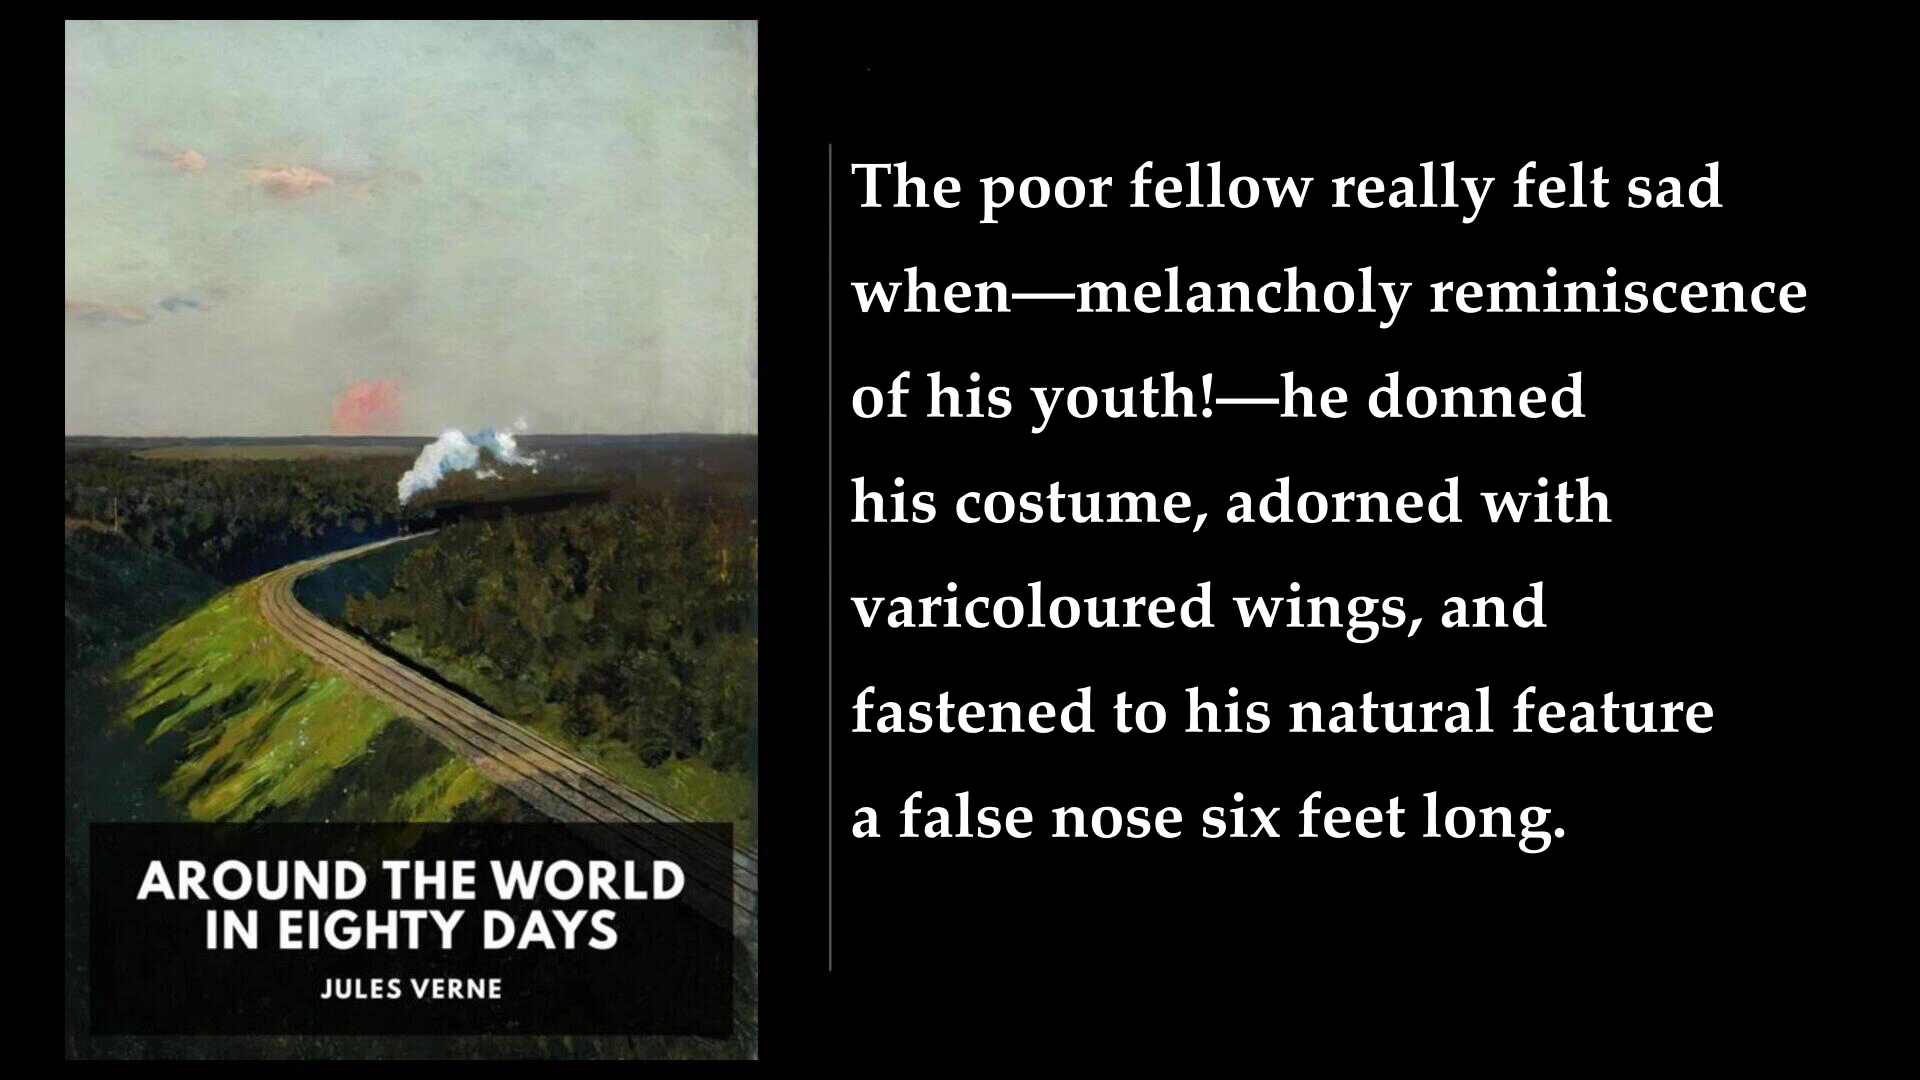 AROUND THE WORLD
IN EIGHTY DAYS
JULES VERNE
The poor fellow really felt sad
when—melancholy reminiscence
of his youth!—he donned
his costume, adorned with
varicoloured wings, and
fastened to his natural feature
a false nose six feet long.